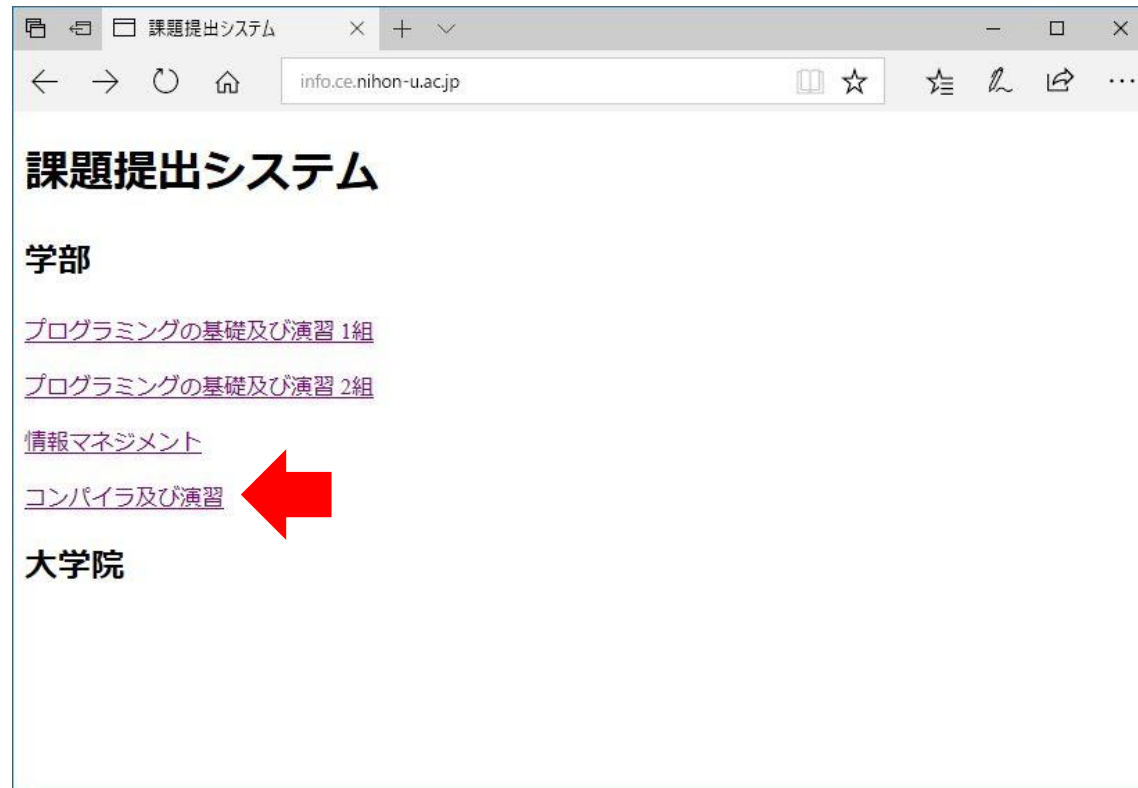 課題提出システム
info.ce.nihon-u.ac.jp
課題提出システム
学部
プログラミングの基礎及び演習 1組
プログラミングの基礎及び演習 2組
情報マネジメント
コンパイラ及び演習
大学院